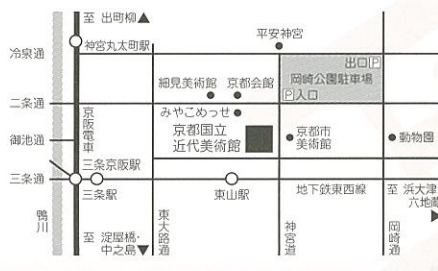 至 出町柳▲
平安神宮
神宮丸太町駅
冷泉通
出口P
細見美術館
京都会館
岡崎公園駐車場
P入口
二条通
みやこめっせ
京阪電車
京都国立
近代美術館
京都市
美術館
動物園
御池通
三条京阪駅
三条通
三条駅
東山駅
地下鉄東西線
至 浜大津・
六地蔵
▶
鴨川
至 淀屋橋・
中之島▼
東大路通
神宮道
岡崎通